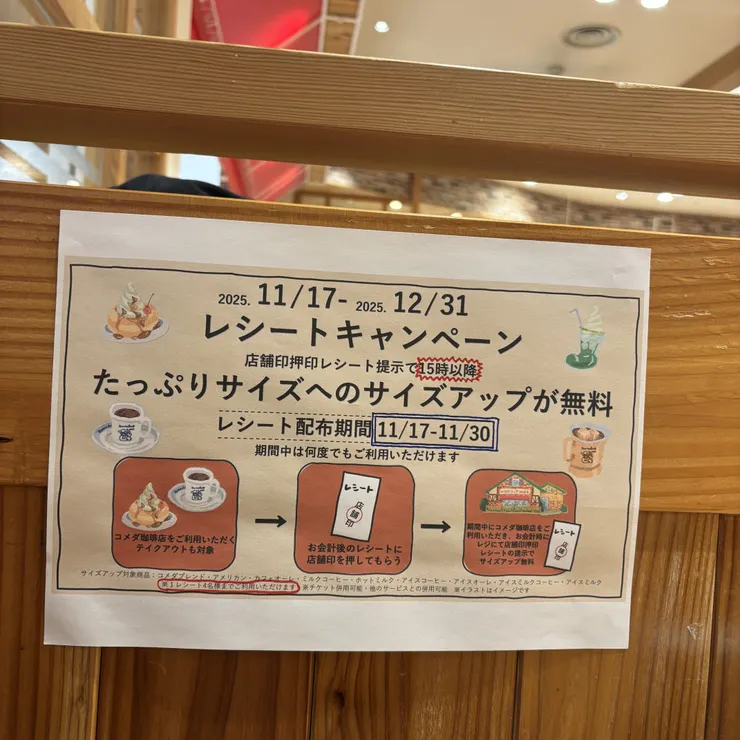 2025. 11/17- 2025. 12/31
レシートキャンペーン
店舗印押印レシート提示で15時以降
たっぷりサイズへのサイズアップが無料
レシート配布期間 11/17-11/30
期間中は何度でもご利用いただけます
コメダ珈琲店をご利用いただく
テイクアウトも対象
→
レシート
店舗印
お会計後のレシートに
店舗印を押してもらう
→
期間中にコメダ珈琲店をご
利用いただき、お会計時に
レジにて店舗印押印
レシートの提示で
サイズアップ無料
レシート
店舗印
サイズアップ対象商品：コメダブレンド・アメリカン・カフェオーレ・ミルクコーヒー・ホットミルク・アイスコーヒー・アイスオーレ・アイスミルクコーヒー・アイスミルク
※1レシート4名様までご利用いただけます ※チケット併用可能・他のサービスとの併用可能 ※イラストはイメージです